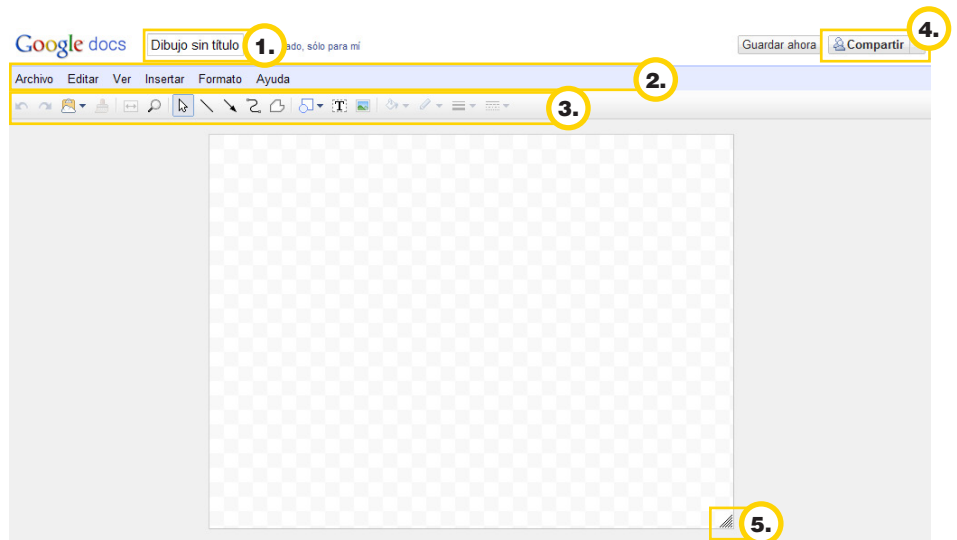 Google docs
Dibujo sin título
1.
ado, sólo para mí
Guardar ahora
Compartir
4.
Archivo Editar Ver Insertar Formato Ayuda
2.
T
3.
5.